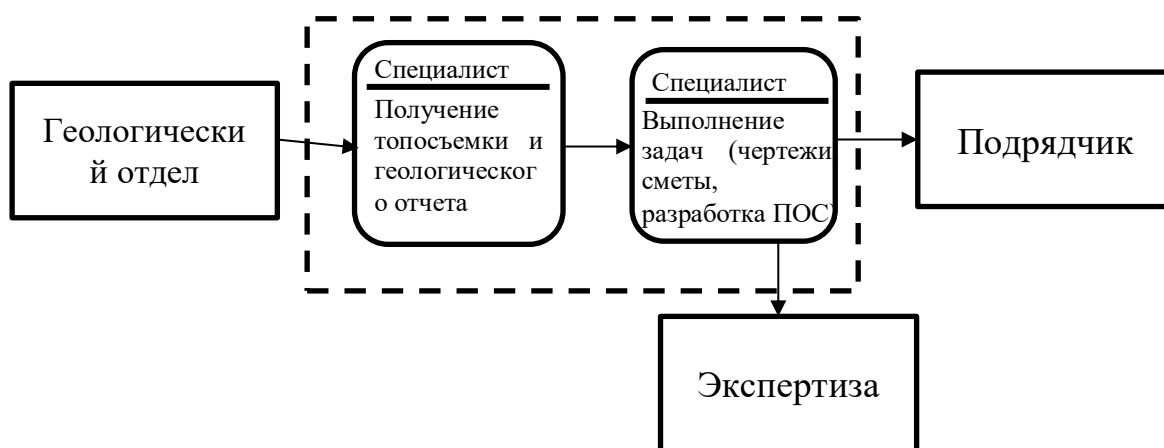 Геологически
й отдел
Специалист
Получение
топосъемки и
геологическог
о отчета
Специалист
Выполнение
задач (чертежи
сметы,
разработка ПОС)
Подрядчик
Экспертиза